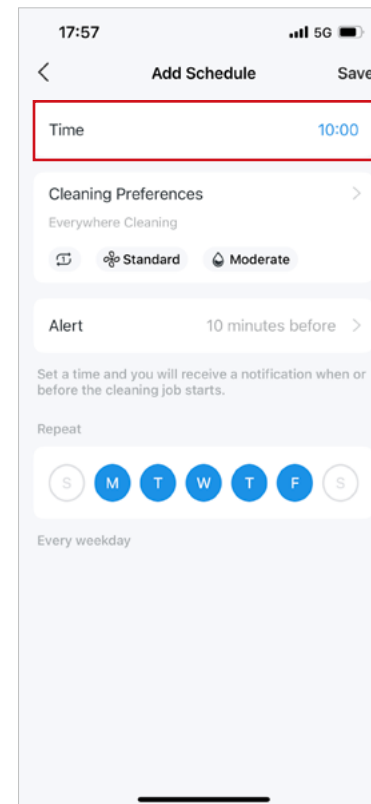 17:57 5G
Add Schedule Save
Time 10:00
Cleaning Preferences
Everywhere Cleaning
1 Standard Moderate
Alert 10 minutes before
Set a time and you will receive a notification when or
before the cleaning job starts.
Repeat
S M T W T F S
Every weekday